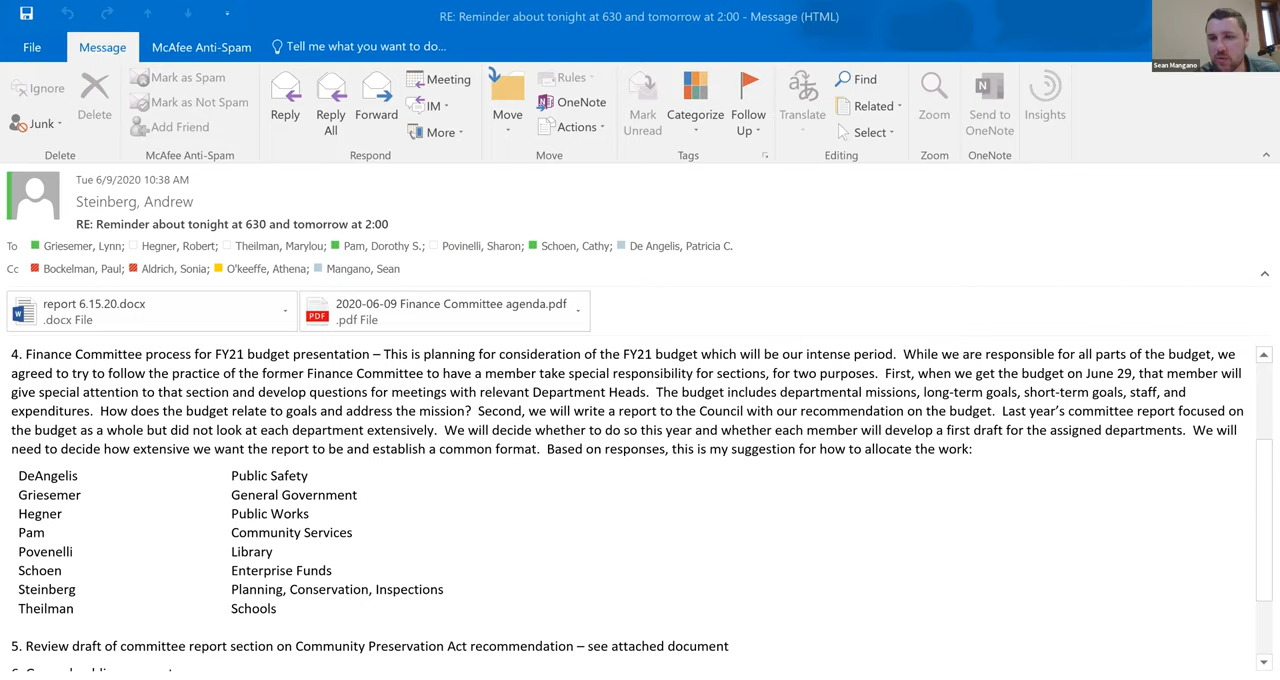 RE: Reminder about tonight at 630 and tomorrow at 2:00 - Message (HTML)
File Message McAfee Anti-Spam Tell me what you want to do...
Sean Mangano
Ignore
Junk
Delete
Delete
Mark as Spam
Mark as Not Spam
Add Friend
McAfee Anti-Spam
Reply
Reply All
Forward
Meeting
IM
More
Respond
Move
Rules
OneNote
Actions
Move
Mark Unread
Categorize
Follow Up
Tags
Translate
Find
Related
Select
Editing
Zoom
Zoom
Send to OneNote
OneNote
Insights
Tue 6/9/2020 10:38 AM
Steinberg, Andrew
RE: Reminder about tonight at 630 and tomorrow at 2:00
To Griesemer, Lynn; Hegner, Robert; Theilman, Marylou; Pam, Dorothy S.; Povinelli, Sharon; Schoen, Cathy; De Angelis, Patricia C.
Cc Bockelman, Paul; Aldrich, Sonia; O'keeffe, Athena; Mangano, Sean
report 6.15.20.docx
.docx File
2020-06-09 Finance Committee agenda.pdf
.pdf File
4. Finance Committee process for FY21 budget presentation – This is planning for consideration of the FY21 budget which will be our intense period. While we are responsible for all parts of the budget, we
agreed to try to follow the practice of the former Finance Committee to have a member take special responsibility for sections, for two purposes. First, when we get the budget on June 29, that member will
give special attention to that section and develop questions for meetings with relevant Department Heads. The budget includes departmental missions, long-term goals, short-term goals, staff, and
expenditures. How does the budget relate to goals and address the mission? Second, we will write a report to the Council with our recommendation on the budget. Last year's committee report focused on
the budget as a whole but did not look at each department extensively. We will decide whether to do so this year and whether each member will develop a first draft for the assigned departments. We will
need to decide how extensive we want the report to be and establish a common format. Based on responses, this is my suggestion for how to allocate the work:
DeAngelis Public Safety
Griesemer General Government
Hegner Public Works
Pam Community Services
Povenelli Library
Schoen Enterprise Funds
Steinberg Planning, Conservation, Inspections
Theilman Schools
5. Review draft of committee report section on Community Preservation Act recommendation – see attached document